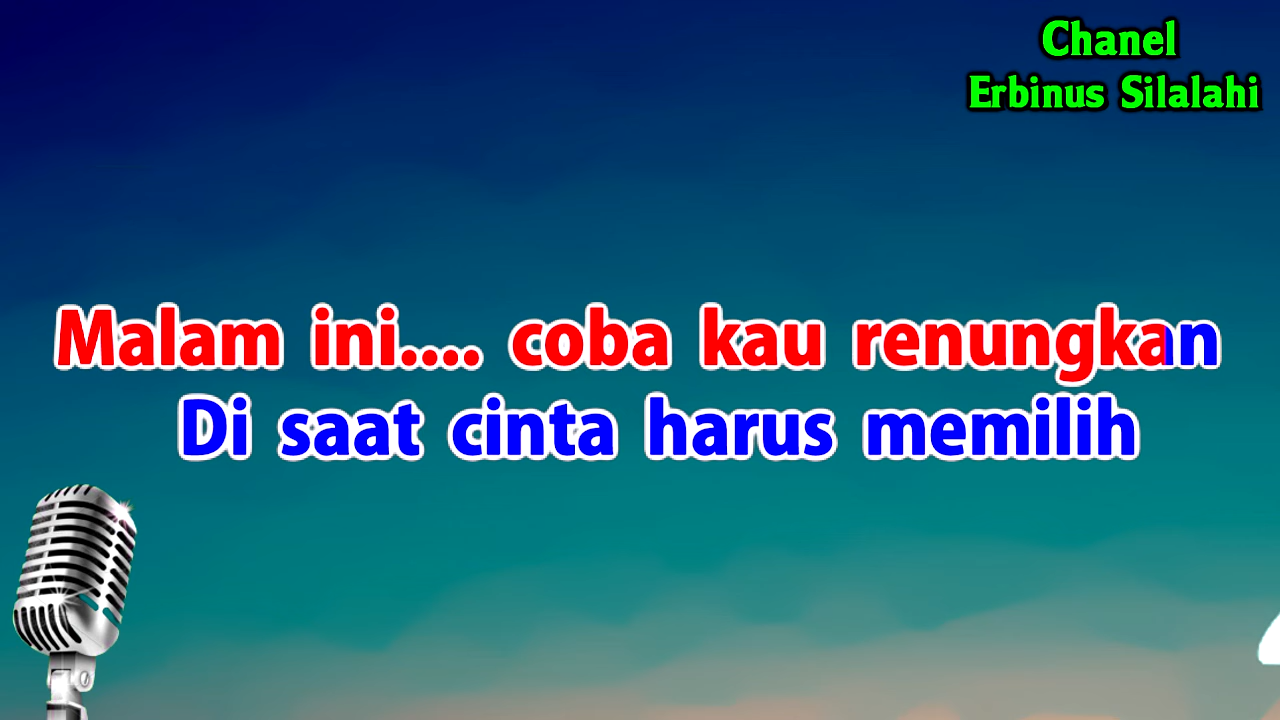 Chanel
Erbinus Silalahi
Malam ini.... coba kau renungkan
Di saat cinta harus memilih